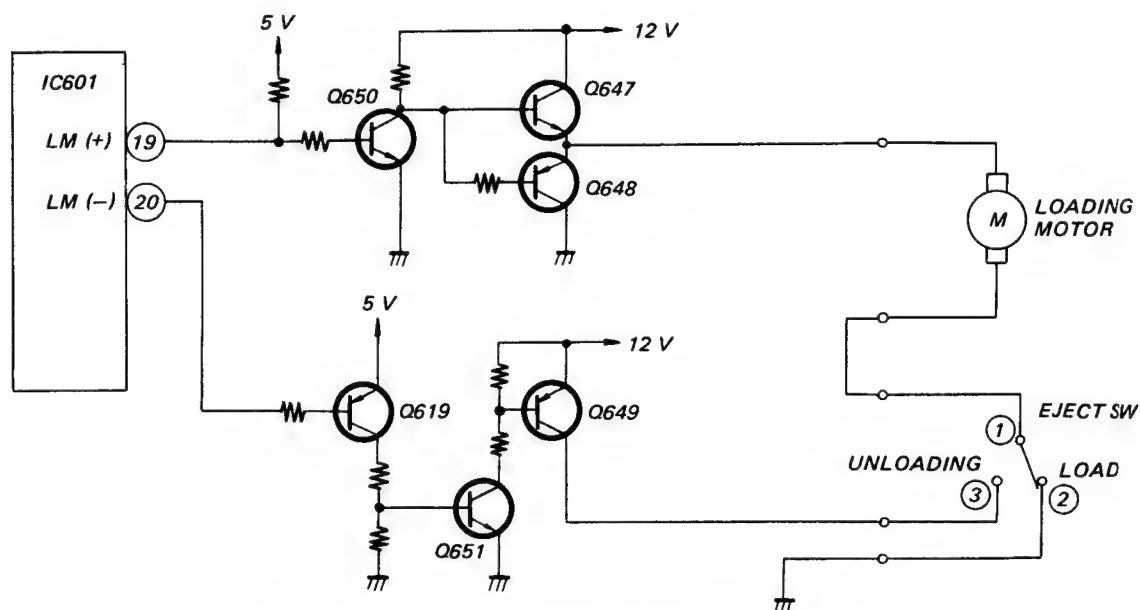 5 V
12 V
IC601
Q650
Q647
LM (+)
19
LM (−)
20
Q648
M
LOADING
MOTOR
5 V
12 V
Q619
Q649
EJECT SW
1
UNLOADING
LOAD
3
2
Q651